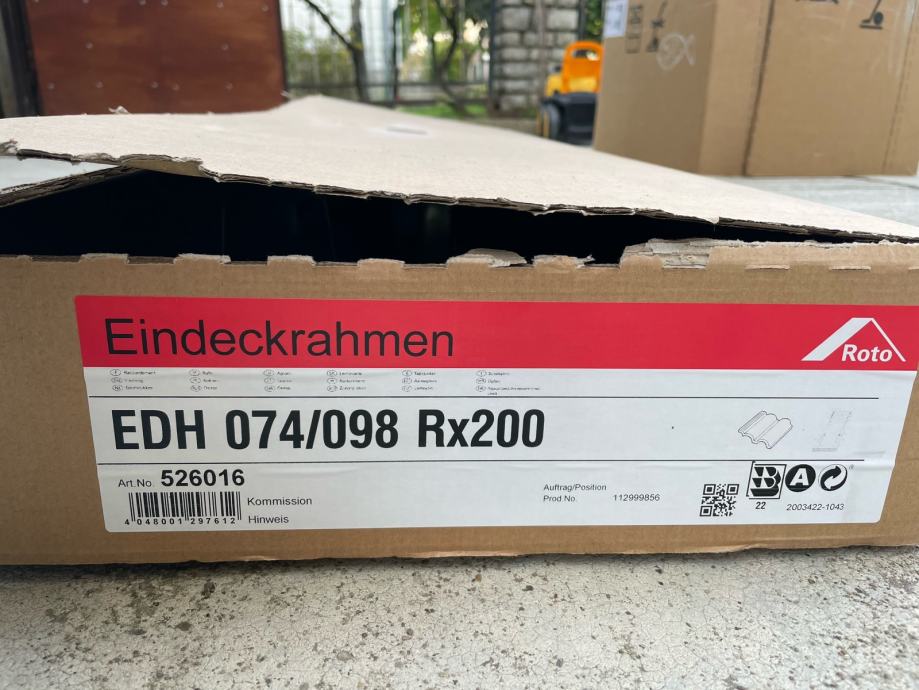 Eindeckrahmen
Roto
EDH 074/098 Rx200
Art.No. 526016
Kommission
4 048001 297612
Hinweis
Auftrag/Position
Prod No. 112999856
22
A
2003422-1043